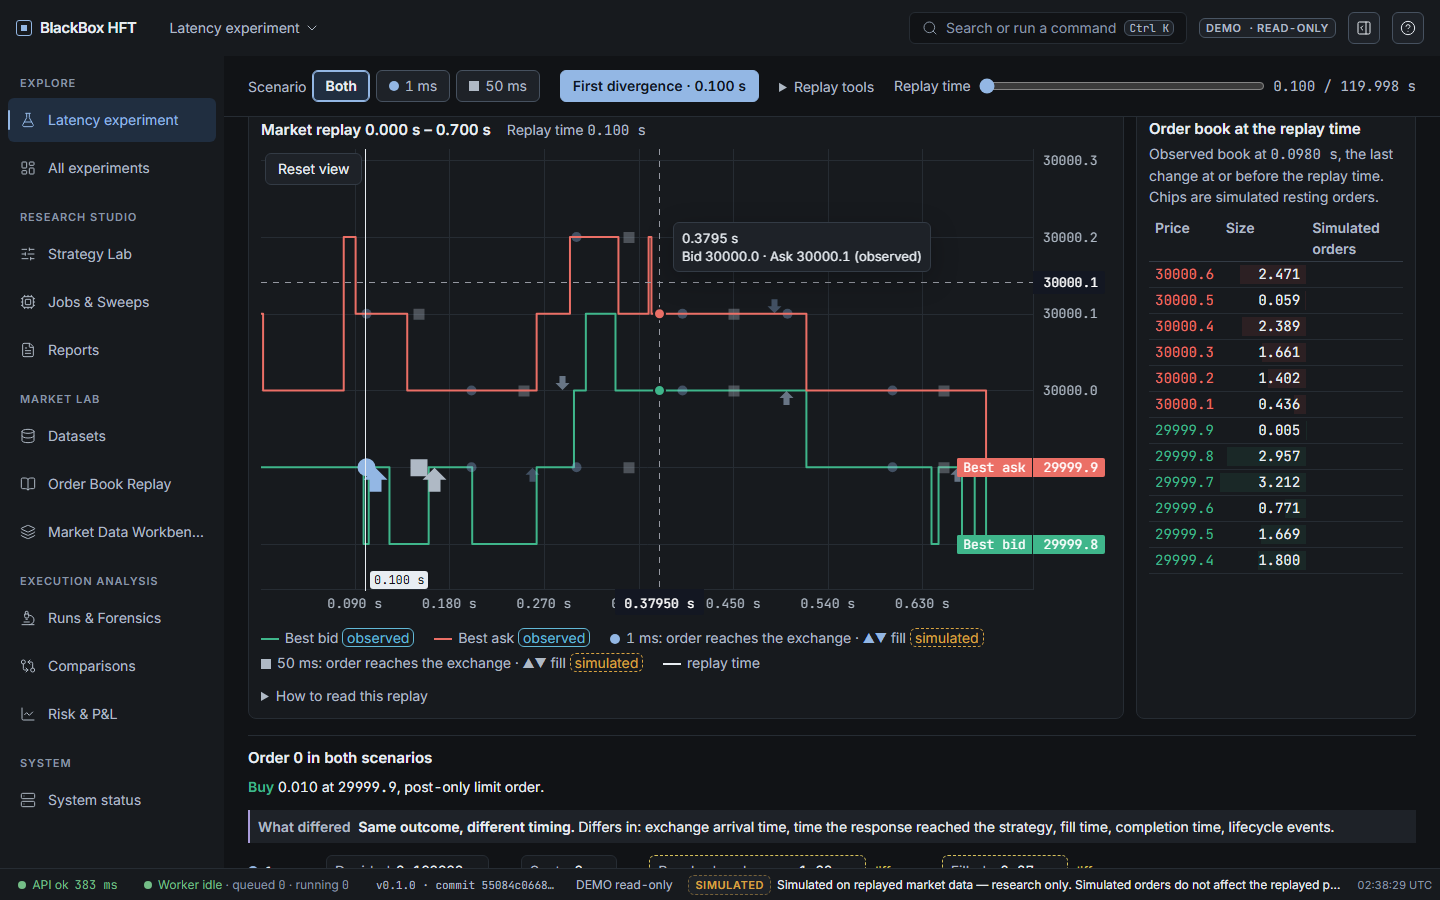 BlackBox HFT
Latency experiment
Search or run a command Ctrl K
DEMO · READ-ONLY
EXPLORE
Latency experiment
All experiments
RESEARCH STUDIO
Strategy Lab
Jobs & Sweeps
Reports
MARKET LAB
Datasets
Order Book Replay
Market Data Workben...
EXECUTION ANALYSIS
Runs & Forensics
Comparisons
Risk & P&L
SYSTEM
System status
Scenario Both 1 ms 50 ms First divergence · 0.100 s Replay tools Replay time 0.100 / 119.998 s
Market replay 0.000 s – 0.700 s Replay time 0.100 s
Reset view
30000.3
30000.2
30000.1
30000.1
30000.0
0.3795 s
Bid 30000.0 · Ask 30000.1 (observed)
Best ask 29999.9
Best bid 29999.8
0.100 s
0.090 s 0.180 s 0.270 s 0.37950 s 0.450 s 0.540 s 0.630 s
Best bid observed Best ask observed 1 ms: order reaches the exchange · ▲▼ fill simulated
50 ms: order reaches the exchange · ▲▼ fill simulated replay time
How to read this replay
Order book at the replay time
Observed book at 0.0980 s, the last
change at or before the replay time.
Chips are simulated resting orders.
Price Size Simulated
orders
30000.6 2.471
30000.5 0.059
30000.4 2.389
30000.3 1.661
30000.2 1.402
30000.1 0.436
29999.9 0.005
29999.8 2.957
29999.7 3.212
29999.6 0.771
29999.5 1.669
29999.4 1.800
Order 0 in both scenarios
Buy 0.010 at 29999.9, post-only limit order.
What differed Same outcome, different timing. Differs in: exchange arrival time, time the response reached the strategy, fill time, completion time, lifecycle events.
API ok 383 ms Worker idle · queued 0 · running 0 v0.1.0 · commit 55084c0668… DEMO read-only SIMULATED Simulated on replayed market data — research only. Simulated orders do not affect the replayed p... 02:38:29 UTC